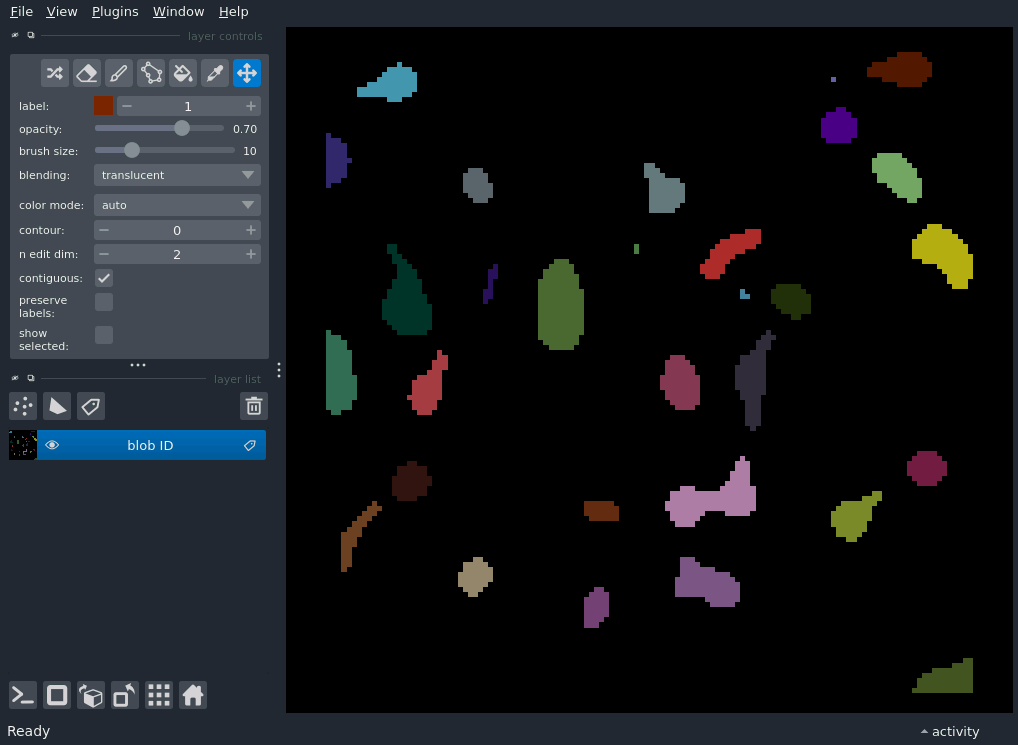 File View Plugins Window Help
layer controls
label: 1
opacity: 0.70
brush size: 10
blending: translucent
color mode: auto
contour: 0
n edit dim: 2
contiguous:
preserve
labels:
show
selected:
layer list
blob ID
Ready
activity